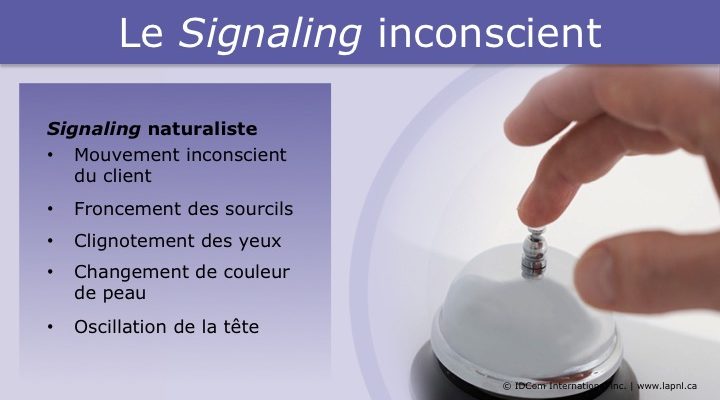 Le Signaling inconscient
Signaling naturaliste
• Mouvement inconscient
du client
• Froncement des sourcils
• Clignotement des yeux
• Changement de couleur
de peau
• Oscillation de la tête
© IDCom International Inc. | www.lapnl.ca